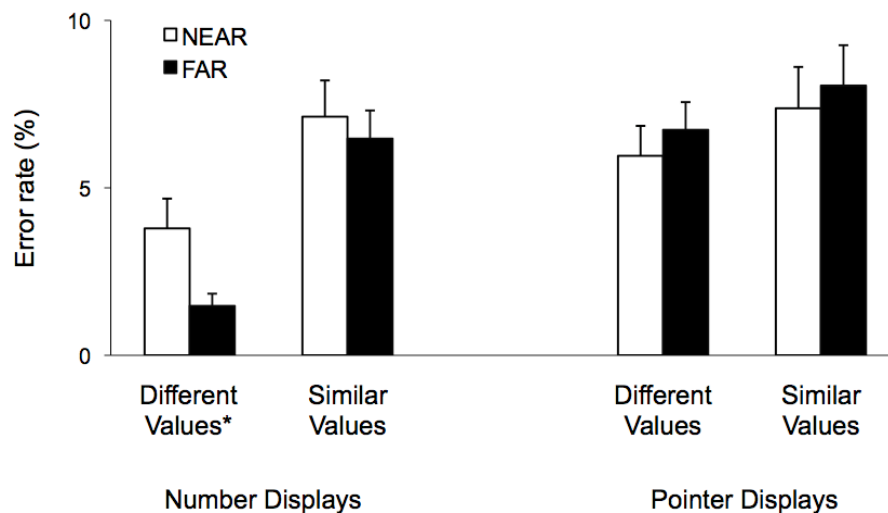 10
NEAR
FAR
Error rate (%)
5
0
Different
Values*
Similar
Values
Different
Values
Similar
Values
Number Displays
Pointer Displays